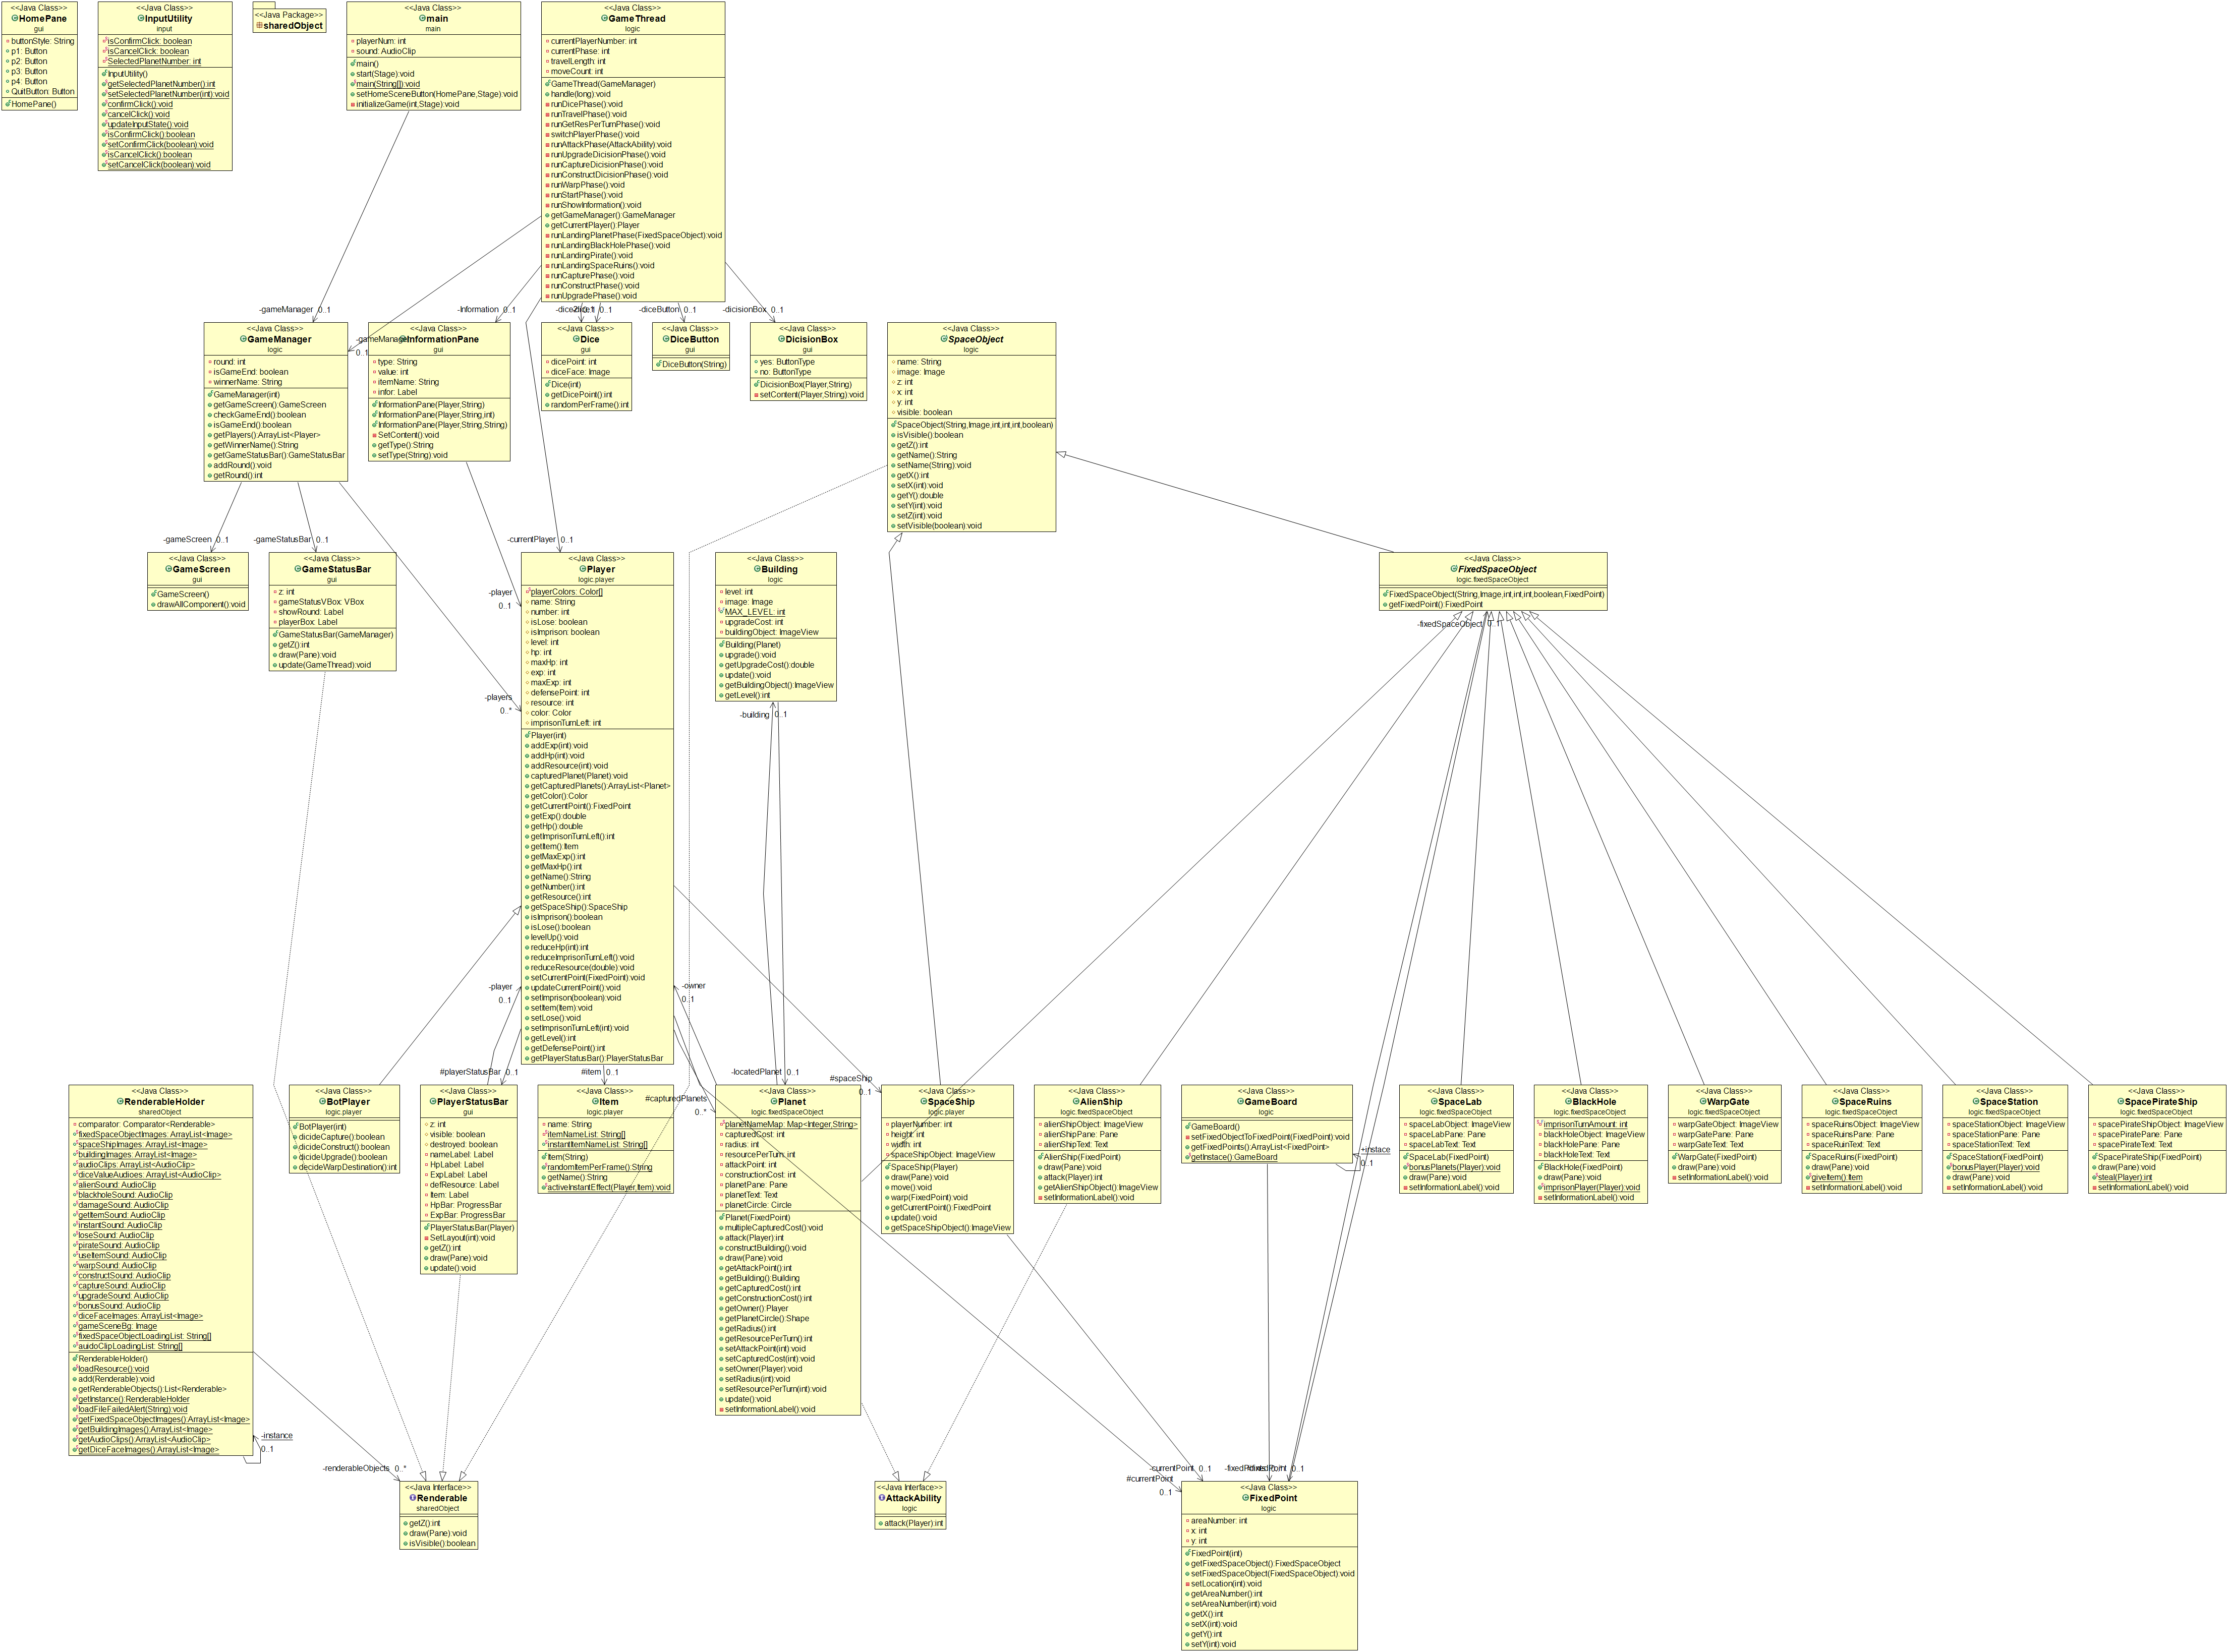 <<Java Class>>
HomePane
gui
buttonStyle: String
p1: Button
p2: Button
p3: Button
p4: Button
QuitButton: Button
HomePane()
<<Java Class>>
InputUtility
input
isConfirmClick: boolean
isCancelClick: boolean
SelectedPlanetNumber: int
InputUtility()
getSelectedPlanetNumber():int
setSelectedPlanetNumber(int):void
confirmClick():void
cancelClick():void
updateInputState():void
isConfirmClick():boolean
setConfirmClick(boolean):void
isCancelClick():boolean
setCancelClick(boolean):void
<<Java Package>>
sharedObject
<<Java Class>>
main
main
playerNum: int
sound: AudioClip
main()
start(Stage):void
main(String[]):void
setHomeSceneButton(HomePane,Stage):void
initializeGame(int,Stage):void
<<Java Class>>
GameThread
logic
currentPlayerNumber: int
currentPhase: int
travelLength: int
moveCount: int
GameThread(GameManager)
handle(long):void
runDicePhase():void
runTravelPhase():void
runGetResPerTurnPhase():void
switchPlayerPhase():void
runAttackPhase(AttackAbility):void
runUpgradeDicisionPhase():void
runCaptureDicisionPhase():void
runConstructDicisionPhase():void
runWarpPhase():void
runStartPhase():void
runShowInformation():void
getGameManager():GameManager
getCurrentPlayer():Player
runLandingPlanetPhase(FixedSpaceObject):void
runLandingBlackHolePhase():void
runLandingPirate():void
runLandingSpaceRuins():void
runCapturePhase():void
runConstructPhase():void
runUpgradePhase():void
-gameManager 0..1
-Information 0..1
0..1
-diceButton 0..1
-dicisionBox 0..1
<<Java Class>>
GameManager
logic
round: int
isGameEnd: boolean
winnerName: String
GameManager(int)
getGameScreen():GameScreen
checkGameEnd():boolean
isGameEnd():boolean
getPlayers():ArrayList<Player>
getWinnerName():String
getGameStatusBar():GameStatusBar
addRound():void
getRound():int
-gameManager
0..1
<<Java Class>>
InformationPane
gui
type: String
value: int
itemName: String
infor: Label
InformationPane(Player,String)
InformationPane(Player,String,int)
InformationPane(Player,String,String)
SetContent():void
getType():String
setType(String):void
<<Java Class>>
Dice
gui
dicePoint: int
diceFace: Image
Dice(int)
getDicePoint():int
randomPerFrame():int
<<Java Class>>
DiceButton
gui
DiceButton(String)
<<Java Class>>
DicisionBox
gui
yes: ButtonType
no: ButtonType
DicisionBox(Player,String)
setContent(Player,String):void
<<Java Class>>
SpaceObject
logic
name: String
image: Image
z: int
x: int
y: int
visible: boolean
SpaceObject(String,Image,int,int,int,boolean)
isVisible():boolean
getZ():int
getName():String
setName(String):void
getX():int
setX(int):void
getY():double
setY(int):void
setZ(int):void
setVisible(boolean):void
-gameScreen 0..1
-gameStatusBar 0..1
-currentPlayer 0..1
<<Java Class>>
GameScreen
gui
GameScreen()
drawAllComponent():void
<<Java Class>>
GameStatusBar
gui
z: int
gameStatusVBox: VBox
showRound: Label
playerBox: Label
GameStatusBar(GameManager)
getZ():int
draw(Pane):void
update(GameThread):void
-player
0..1
-players
0..*
<<Java Class>>
Player
logic.player
playerColors: Color[]
name: String
number: int
isLose: boolean
isImprison: boolean
level: int
hp: int
maxHp: int
exp: int
maxExp: int
defensePoint: int
resource: int
color: Color
imprisonTurnLeft: int
Player(int)
addExp(int):void
addHp(int):void
addResource(int):void
capturedPlanet(Planet):void
getCapturedPlanets():ArrayList<Planet>
getColor():Color
getCurrentPoint():FixedPoint
getExp():double
getHp():double
getImprisonTurnLeft():int
getItem():Item
getMaxExp():int
getMaxHp():int
getName():String
getNumber():int
getResource():int
getSpaceShip():SpaceShip
isImprison():boolean
isLose():boolean
levelUp():void
reduceHp(int):int
reduceImprisonTurnLeft():void
reduceResource(double):void
setCurrentPoint(FixedPoint):void
updateCurrentPoint():void
setImprison(boolean):void
setItem(Item):void
setLose():void
setImprisonTurnLeft(int):void
getLevel():int
getDefensePoint():int
getPlayerStatusBar():PlayerStatusBar
<<Java Class>>
Building
logic
level: int
image: Image
MAX_LEVEL: int
upgradeCost: int
buildingObject: ImageView
Building(Planet)
upgrade():void
getUpgradeCost():double
update():void
getBuildingObject():ImageView
getLevel():int
-building 0..1
<<Java Class>>
FixedSpaceObject
logic.fixedSpaceObject
FixedSpaceObject(String,Image,int,int,int,boolean,FixedPoint)
getFixedPoint():FixedPoint
-fixedSpaceObject 0..1
-player
0..1
-owner
0..1
#playerStatusBar 0..1
#item 0..1
#capturedPlanets
0..*
-locatedPlanet 0..1
#spaceShip
0..1
<<Java Class>>
RenderableHolder
sharedObject
comparator: Comparator<Renderable>
fixedSpaceObjectImages: ArrayList<Image>
spaceShipImages: ArrayList<Image>
buildingImages: ArrayList<Image>
audioClips: ArrayList<AudioClip>
diceValueAudioes: ArrayList<AudioClip>
alienSound: AudioClip
blackholeSound: AudioClip
damageSound: AudioClip
getItemSound: AudioClip
instantSound: AudioClip
loseSound: AudioClip
pirateSound: AudioClip
useItemSound: AudioClip
warpSound: AudioClip
constructSound: AudioClip
captureSound: AudioClip
upgradeSound: AudioClip
bonusSound: AudioClip
diceFaceImages: ArrayList<Image>
gameSceneBg: Image
fixedSpaceObjectLoadingList: String[]
auidoClipLoadingList: String[]
RenderableHolder()
loadResource():void
add(Renderable):void
getRenderableObjects():List<Renderable>
getInstance():RenderableHolder
loadFileFailedAlert(String):void
getFixedSpaceObjectImages():ArrayList<Image>
getBuildingImages():ArrayList<Image>
getAudioClips():ArrayList<AudioClip>
getDiceFaceImages():ArrayList<Image>
-instance
0..1
<<Java Class>>
BotPlayer
logic.player
BotPlayer(int)
dicideCapture():boolean
dicideConstruct():boolean
dicideUpgrade():boolean
decideWarpDestination():int
<<Java Class>>
PlayerStatusBar
gui
z: int
visible: boolean
destroyed: boolean
nameLabel: Label
HpLabel: Label
ExpLabel: Label
defResource: Label
Item: Label
HpBar: ProgressBar
ExpBar: ProgressBar
PlayerStatusBar(Player)
SetLayout(int):void
getZ():int
draw(Pane):void
update():void
<<Java Class>>
Item
logic.player
name: String
itemNameList: String[]
instantItemNameList: String[]
Item(String)
randomItemPerFrame():String
getName():String
activeInstantEffect(Player,Item):void
<<Java Class>>
Planet
logic.fixedSpaceObject
planetNameMap: Map<Integer,String>
capturedCost: int
radius: int
resourcePerTurn: int
attackPoint: int
constructionCost: int
planetPane: Pane
planetText: Text
planetCircle: Circle
Planet(FixedPoint)
multipleCapturedCost():void
attack(Player):int
constructBuilding():void
draw(Pane):void
getAttackPoint():int
getBuilding():Building
getCapturedCost():int
getConstructionCost():int
getOwner():Player
getPlanetCircle():Shape
getRadius():int
getResourcePerTurn():int
setAttackPoint(int):void
setCapturedCost(int):void
setOwner(Player):void
setRadius(int):void
setResourcePerTurn(int):void
update():void
setInformationLabel():void
<<Java Class>>
SpaceShip
logic.player
playerNumber: int
height: int
width: int
spaceShipObject: ImageView
SpaceShip(Player)
draw(Pane):void
move():void
warp(FixedPoint):void
getCurrentPoint():FixedPoint
update():void
getSpaceShipObject():ImageView
<<Java Class>>
AlienShip
logic.fixedSpaceObject
alienShipObject: ImageView
alienShipPane: Pane
alienShipText: Text
AlienShip(FixedPoint)
draw(Pane):void
attack(Player):int
getAlienShipObject():ImageView
setInformationLabel():void
<<Java Class>>
GameBoard
logic
GameBoard()
setFixedObjectToFixedPoint(FixedPoint):void
getFixedPoints():ArrayList<FixedPoint>
getInstace():GameBoard
+instace
0..1
<<Java Class>>
SpaceLab
logic.fixedSpaceObject
spaceLabObject: ImageView
spaceLabPane: Pane
spaceLabText: Text
SpaceLab(FixedPoint)
bonusPlanets(Player):void
draw(Pane):void
setInformationLabel():void
<<Java Class>>
BlackHole
logic.fixedSpaceObject
imprisonTurnAmount: int
blackHoleObject: ImageView
blackHolePane: Pane
blackHoleText: Text
BlackHole(FixedPoint)
draw(Pane):void
imprisonPlayer(Player):void
setInformationLabel():void
<<Java Class>>
WarpGate
logic.fixedSpaceObject
warpGateObject: ImageView
warpGatePane: Pane
warpGateText: Text
WarpGate(FixedPoint)
draw(Pane):void
setInformationLabel():void
<<Java Class>>
SpaceRuins
logic.fixedSpaceObject
spaceRuinsObject: ImageView
spaceRuinsPane: Pane
spaceRuinText: Text
SpaceRuins(FixedPoint)
draw(Pane):void
giveItem():Item
setInformationLabel():void
<<Java Class>>
SpaceStation
logic.fixedSpaceObject
spaceStationObject: ImageView
spaceStationPane: Pane
spaceStationText: Text
SpaceStation(FixedPoint)
bonusPlayer(Player):void
draw(Pane):void
setInformationLabel():void
<<Java Class>>
SpacePirateShip
logic.fixedSpaceObject
spacePirateShipObject: ImageView
spacePiratePane: Pane
spacePirateText: Text
SpacePirateShip(FixedPoint)
draw(Pane):void
steal(Player):int
setInformationLabel():void
-renderableObjects 0..*
<<Java Interface>>
Renderable
sharedObject
getZ():int
draw(Pane):void
isVisible():boolean
<<Java Interface>>
AttackAbility
logic
attack(Player):int
-currentPoint 0..1
#currentPoint
0..1
0..1
<<Java Class>>
FixedPoint
logic
areaNumber: int
x: int
y: int
FixedPoint(int)
getFixedSpaceObject():FixedSpaceObject
setFixedSpaceObject(FixedSpaceObject):void
setLocation(int):void
getAreaNumber():int
setAreaNumber(int):void
getX():int
setX(int):void
getY():int
setY(int):void